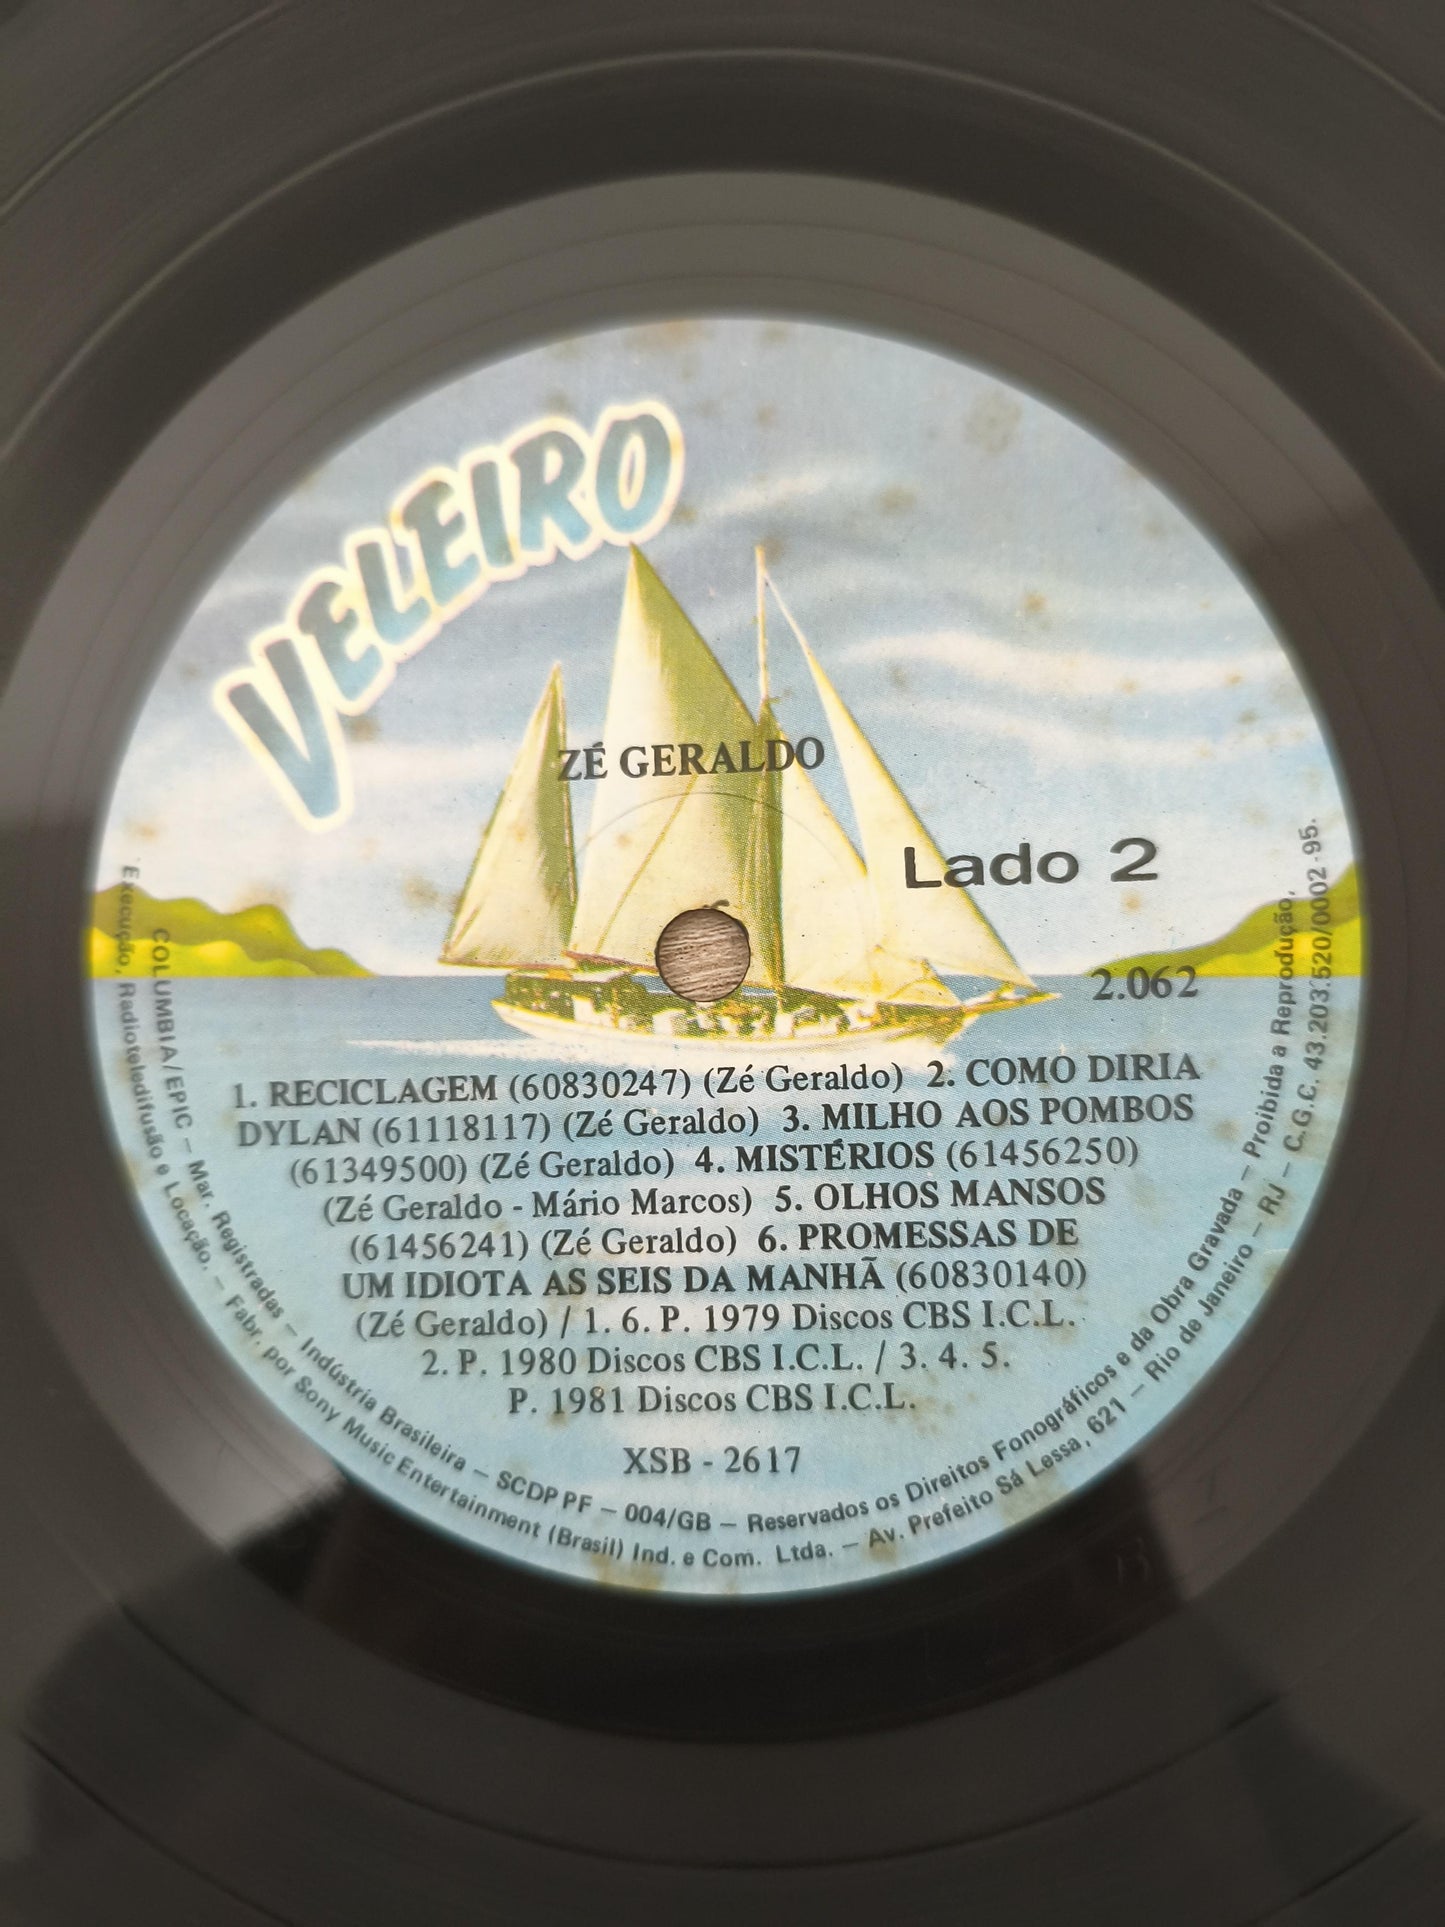 VELEIRO
ZÉ GERALDO
Lado 2
2.062
1. RECICLAGEM (60830247) (Zé Geraldo) 2. COMO DIRIA
DYLAN (61118117) (Zé Geraldo) 3. MILHO AOS POMBOS
(61349500) (Zé Geraldo) 4. MISTÉRIOS (61456250)
(Zé Geraldo - Mário Marcos) 5. OLHOS MANSOS
(61456241) (Zé Geraldo) 6. PROMESSAS DE
UM IDIOTA AS SEIS DA MANHÃ (60830140)
(Zé Geraldo) / 1. 6. P. 1979 Discos CBS I.C.L.
2. P. 1980 Discos CBS I.C.L. / 3. 4. 5.
P. 1981 Discos CBS I.C.L.
XSB - 2617
COLUMBIA/EPIC – Mar. Registradas – Indústria Brasileira – SCDP PF – 004/GB – Reservados os Direitos Fonográficos e da Obra Gravada – Proibida a Reprodução,
Execução, Radioteledifusão e Locação. – Fabr. por Sony Music Entertainment (Brasil) Ind. e Com. Ltda. – Av. Prefeito Sá Lessa, 621 – Rio de Janeiro – RJ – C.G.C. 43.203.520/0002-95.